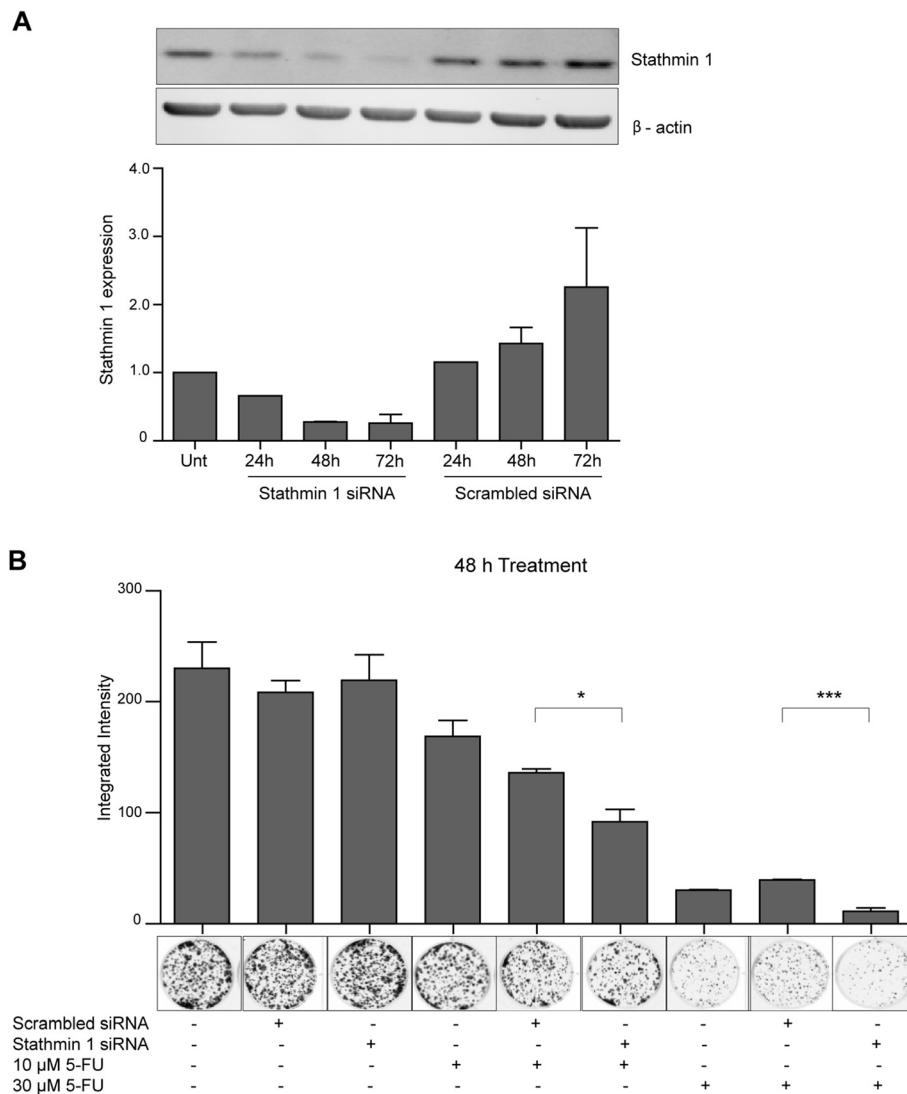 A
Stathmin 1
β - actin
4.0
3.0
2.0
1.0
0
Stathmin 1 expression
Unt 24h 48h 72h 24h 48h 72h
Stathmin 1 siRNA Scrambled siRNA
B
48 h Treatment
300
200
100
0
Integrated Intensity
*
***
Scrambled siRNA - + - - + - - + -
Stathmin 1 siRNA - - + - - + - - +
10 µM 5-FU - - - + + + - - -
30 µM 5-FU - - - - - - + + +